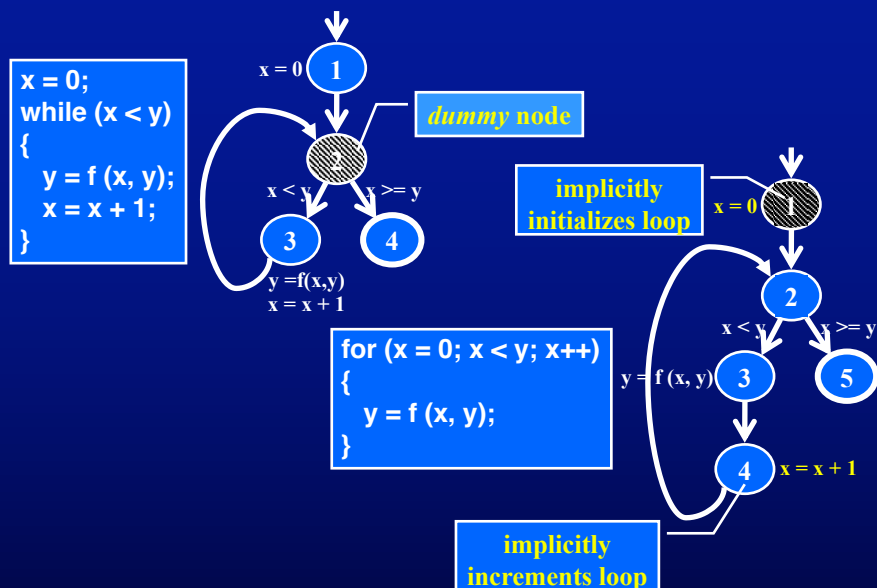 x = 0;
while (x < y)
{
y = f (x, y);
x = x + 1;
}
x = 0
1
dummy node
2
x < y
x >= y
3
4
y =f(x,y)
x = x + 1
implicitly
initializes loop
x = 0
1
2
x < y
x >= y
for (x = 0; x < y; x++)
{
y = f (x, y);
}
y = f (x, y)
3
5
4
x = x + 1
implicitly
increments loop